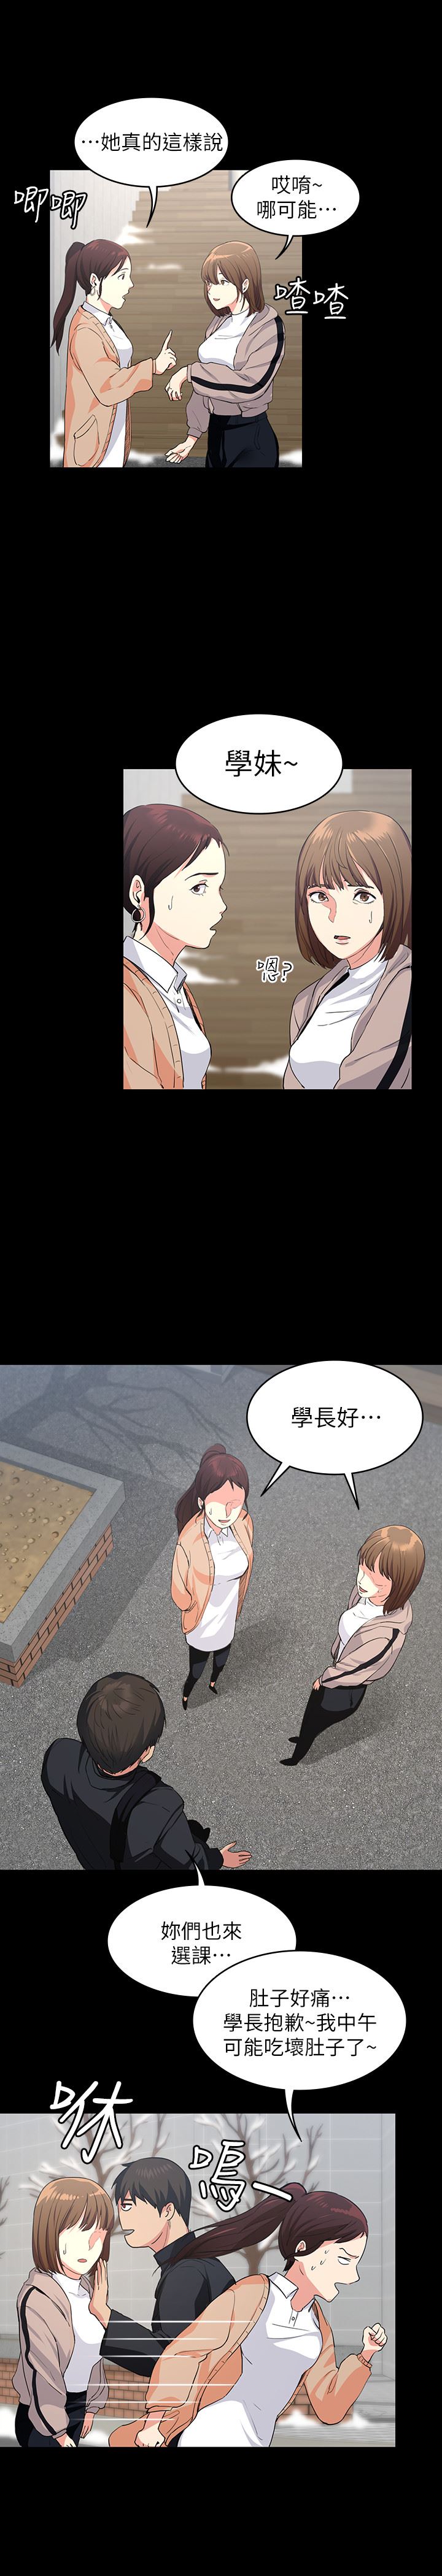 ⋯她真的這樣說
唧唧
哎唷~
哪可能⋯
喳喳
學妹~
嗯?
學長好⋯
妳們也來
選課⋯
肚子好痛⋯
學長抱歉~我中午
可能吃壞肚子了~
咻
嗚—